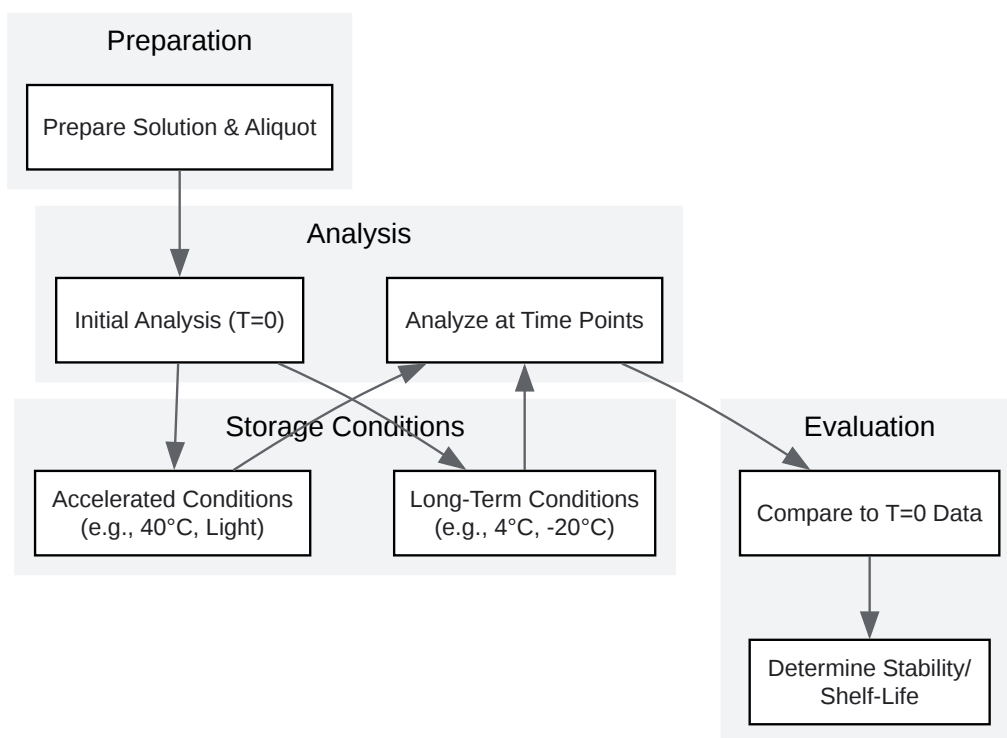 Preparation
Prepare Solution & Aliquot
Analysis
Initial Analysis (T=0)
Analyze at Time Points
Storage Conditions
Accelerated Conditions
(e.g., 40°C, Light)
Long-Term Conditions
(e.g., 4°C, -20°C)
Evaluation
Compare to T=0 Data
Determine Stability/
Shelf-Life